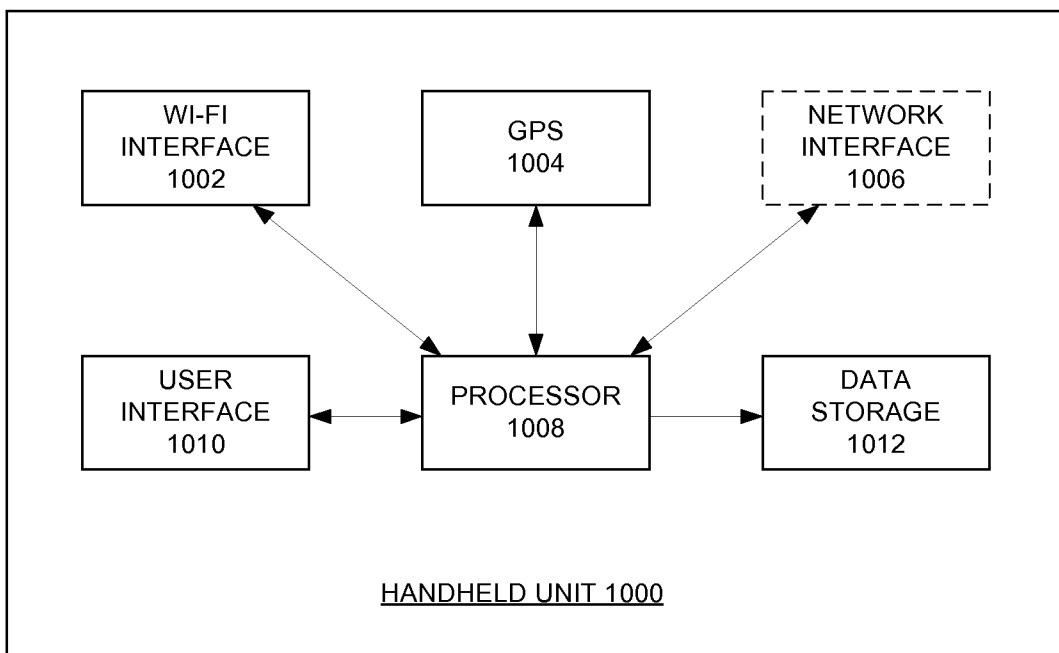 WI-FI
INTERFACE
1002
GPS
1004
NETWORK
INTERFACE
1006
USER
INTERFACE
1010
PROCESSOR
1008
DATA
STORAGE
1012
HANDHELD UNIT 1000